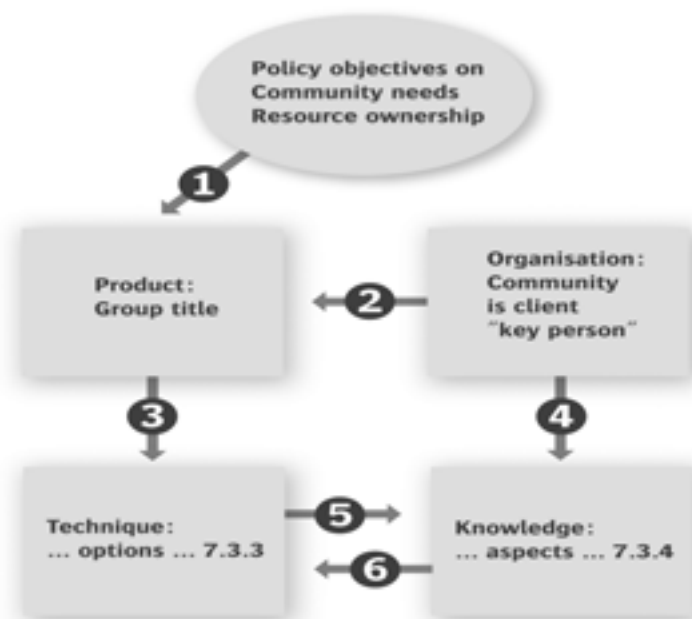 Policy objectives on
Community needs
Resource ownership
1
Product:
Group title
2
Organisation:
Community
is client
˝key person˝
3
4
Technique:
... options ... 7.3.3
5
6
Knowledge:
... aspects ... 7.3.4